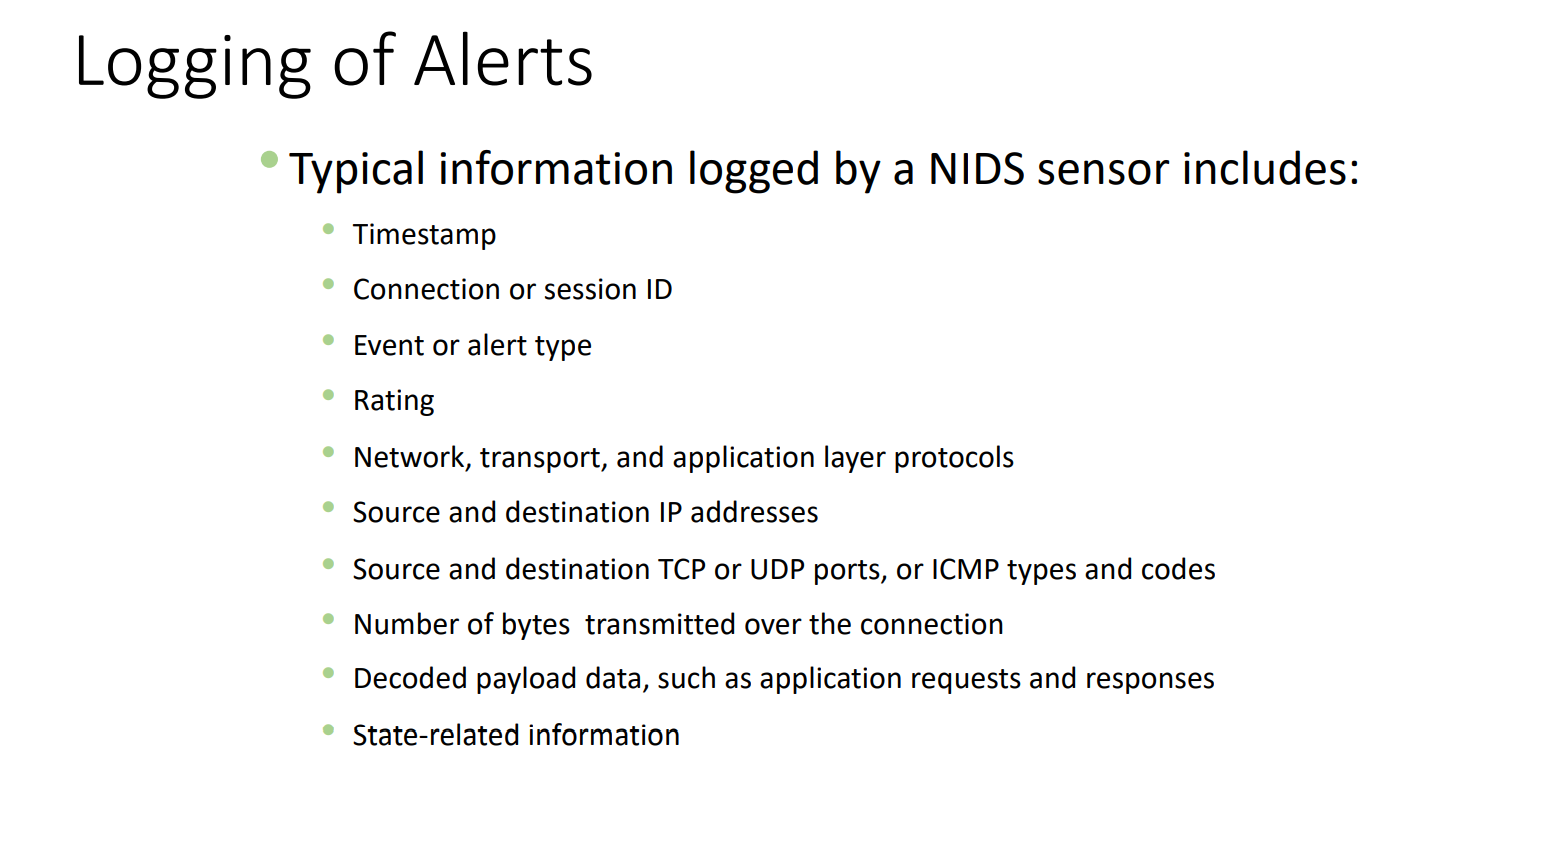 Logging of Alerts
• Typical information logged by a NIDS sensor includes:
• Timestamp
• Connection or session ID
• Event or alert type
• Rating
• Network, transport, and application layer protocols
• Source and destination IP addresses
• Source and destination TCP or UDP ports, or ICMP types and codes
• Number of bytes  transmitted over the connection
• Decoded payload data, such as application requests and responses
• State-related information